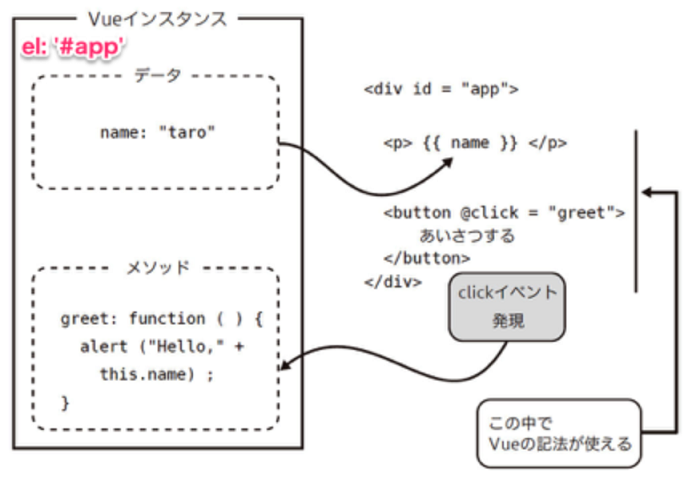 Vueインスタンス
el: '#app'
データ
name: "taro"
メソッド
greet: function ( ) {
alert ("Hello," +
this.name) ;
}
<div id = "app">
<p> {{ name }} </p>
<button @click = "greet">
あいさつする
</button>
</div>
clickイベント
発現
この中で
Vueの記法が使える